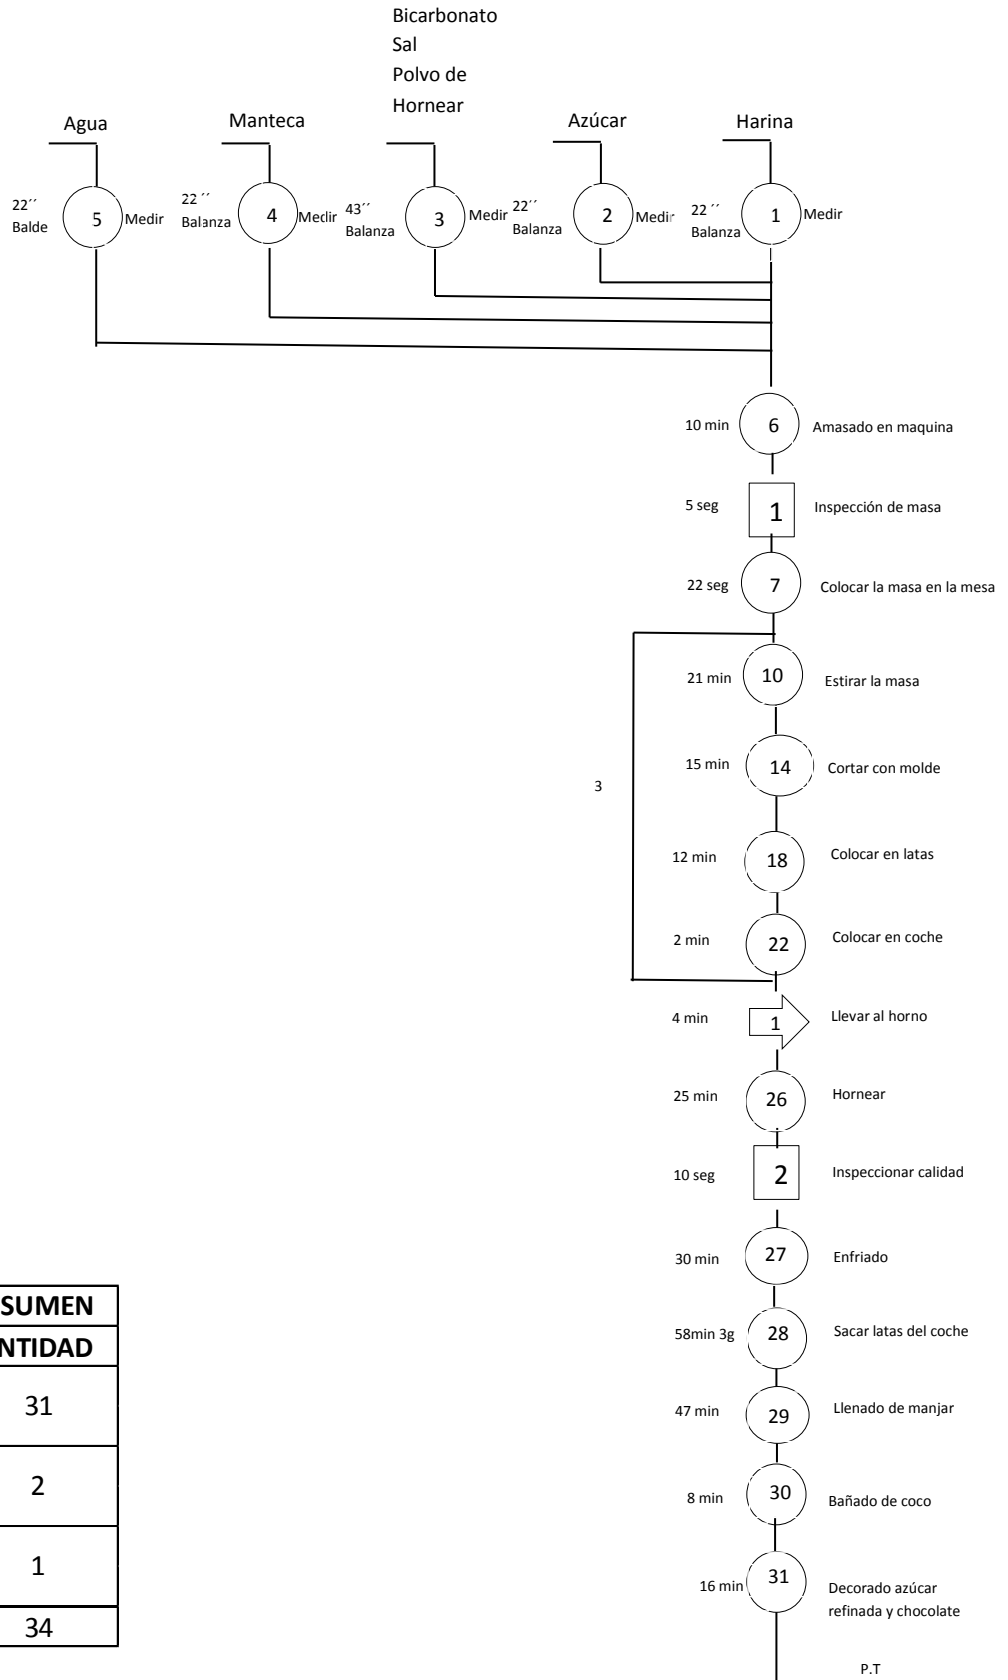 Bicarbonato
Sal
Polvo de
Hornear
Agua
Manteca
Azúcar
Harina
22´´
Balde
5
Medir
22 ´´
Balanza
4
Medir
43´´
Balanza
3
Medir
22´´
Balanza
2
Medir
22 ´´
Balanza
1
Medir
10 min
6
Amasado en maquina
5 seg
1
Inspección de masa
22 seg
7
Colocar la masa en la mesa
21 min
10
Estirar la masa
15 min
14
Cortar con molde
3
12 min
18
Colocar en latas
2 min
22
Colocar en coche
4 min
1
Llevar al horno
25 min
26
Hornear
10 seg
2
Inspeccionar calidad
30 min
27
Enfriado
58min 3g
28
Sacar latas del coche
47 min
29
Llenado de manjar
8 min
30
Bañado de coco
16 min
31
Decorado azúcar
refinada y chocolate
P.T
SUMEN
NTIDAD
31
2
1
34